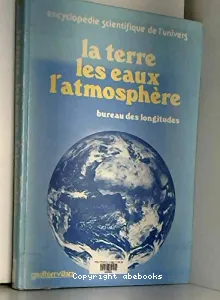 encyclopédie scientifique de l'univers
la terre
les eaux
l'atmosphère
bureau des longitudes
gauthier-villars
Copyright abebooks